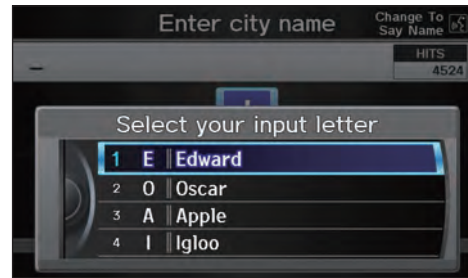 Enter city name
Change To
Say Name
HITS
4524
_
Select your input letter
1 E Edward
2 O Oscar
3 A Apple
4 I Igloo